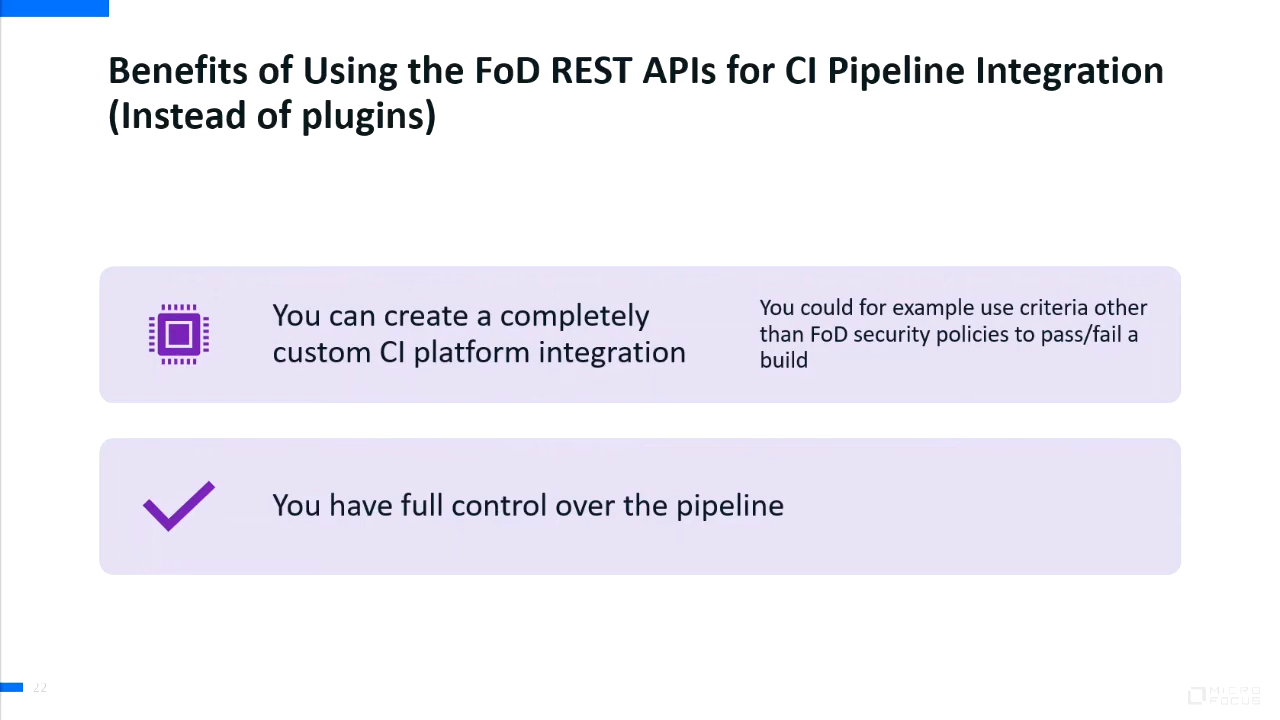 Benefits of Using the FoD REST APIs for CI Pipeline Integration
(Instead of plugins)
You can create a completely
custom CI platform integration
You could for example use criteria other
than FoD security policies to pass/fail a
build
You have full control over the pipeline
22
MICRO
FOCUS